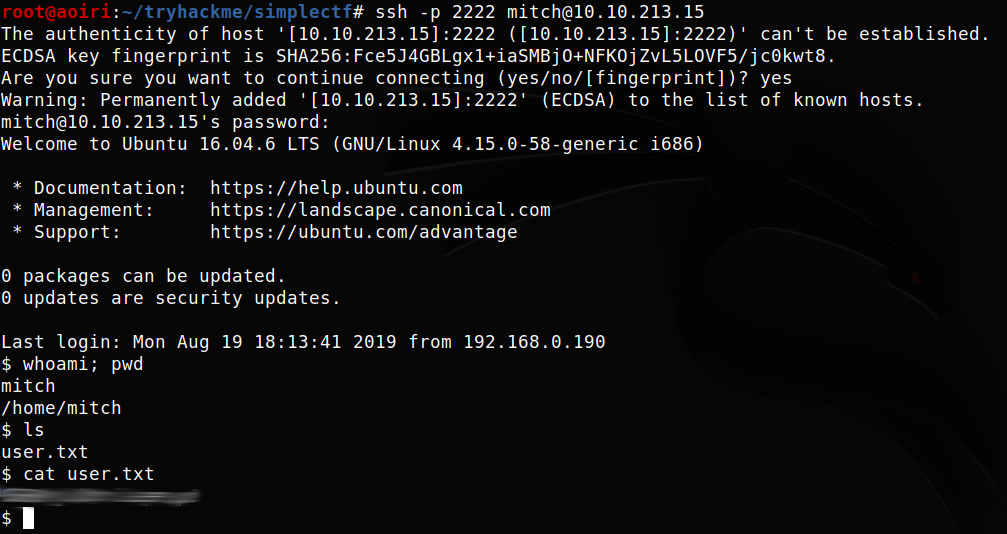 root@aoiri:~/tryhackme/simplectf# ssh -p 2222 mitch@10.10.213.15
The authenticity of host '[10.10.213.15]:2222 ([10.10.213.15]:2222)' can't be established.
ECDSA key fingerprint is SHA256:Fce5J4GBLgx1+iaSMBjO+NFKOjZvL5LOVF5/jc0kwt8.
Are you sure you want to continue connecting (yes/no/[fingerprint])? yes
Warning: Permanently added '[10.10.213.15]:2222' (ECDSA) to the list of known hosts.
mitch@10.10.213.15's password:
Welcome to Ubuntu 16.04.6 LTS (GNU/Linux 4.15.0-58-generic i686)
* Documentation:  https://help.ubuntu.com
* Management:     https://landscape.canonical.com
* Support:        https://ubuntu.com/advantage
0 packages can be updated.
0 updates are security updates.
Last login: Mon Aug 19 18:13:41 2019 from 192.168.0.190
$ whoami; pwd
mitch
/home/mitch
$ ls
user.txt
$ cat user.txt
$